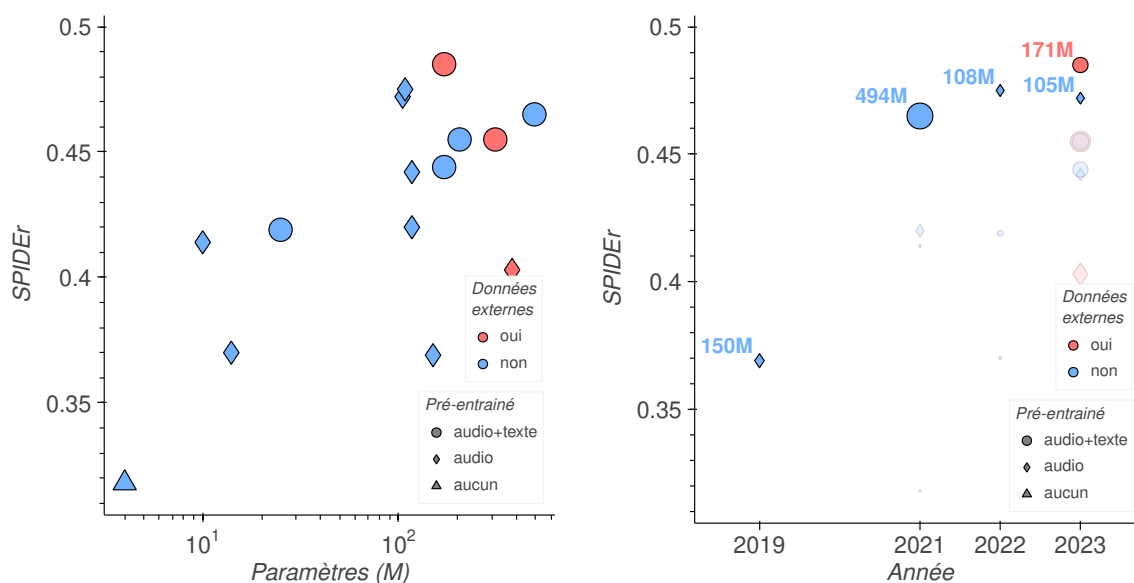 0.5
0.45
0.4
0.35
SPIDEr
10¹
10²
Paramètres (M)
Données
externes
oui
non
Pré-entrainé
audio+texte
audio
aucun
0.5
0.45
0.4
0.35
SPIDEr
171M
108M
105M
494M
150M
2019
2021
2022
2023
Année
Données
externes
oui
non
Pré-entrainé
audio+texte
audio
aucun